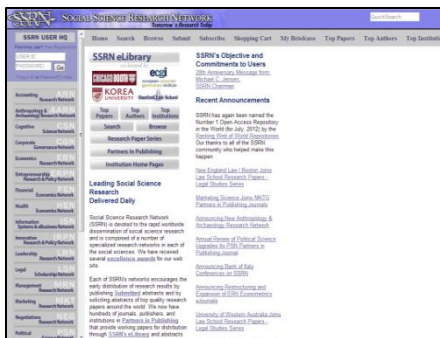 SSRN
SOCIAL SCIENCE RESEARCH NETWORK
Tomorrow's Research Today
Home Search Browse Submit Subscribe Shopping Cart My Briefcase Top Papers Top Authors Top Institutions
SSRN USER HQ
USER ID
PASSWORD
Go
Accounting
Research Network
Anthropology &
Archaeology Research Network
Cognitive
Science Network
Corporate
Governance Network
Economics
Research Network
Entrepreneurship
Research & Policy Network
Financial
Economics Network
Health
Economics Network
Information
Systems & eBusiness Network
Innovation
Research & Policy Network
Leadership
Research Network
Legal
Scholarship Network
Management
Research Network
Marketing
Research Network
Negotiations
Research Network
Political
SSRN eLibrary
co-hosted by
CHICAGO BOOTH
ecgi
KOREA
UNIVERSITY
Stanford Law School
Top
Papers
Top
Authors
Top
Institutions
Search
Browse
Research Paper Series
Partners in Publishing
Institution Home Pages
Leading Social Science
Research
Delivered Daily
Social Science Research Network
(SSRN) is devoted to the rapid worldwide
dissemination of social science research
and is composed of a number of
specialized research networks in each of
the social sciences. We have received
several excellence awards for our web
site.
Each of SSRN's networks encourages the
early distribution of research results by
publishing Submitted abstracts and by
soliciting abstracts of top quality research
papers around the world. We now have
hundreds of journals, publishers, and
institutions in Partners in Publishing
that provide working papers for distribution
through SSRN's eLibrary and abstracts
SSRN's Objective and
Commitments to Users
Message from
Michael C. Jensen,
SSRN Chairman
Recent Announcements
SSRN has again been named the
Number 1 Open Access Repository
in the World (for July, 2012) by the
Ranking Web of World Repositories.
Our thanks to all of the SSRN
community who helped make this
happen.
New England Law | Boston Joins
Law School Research Papers -
Legal Studies Series
Marketing Science Joins MKTG
Partners in Publishing Journal
Announcing New Anthropology &
Archaeology Research Network
Annual Review of Political Science
Upgrades for PSN Partners in
Publishing Journal
Announcing Bank of Italy
Conferences on SSRN
Announcing Restructuring and
Expansion of ERN Econometrics
eJournals
University of Western Australia Joins
Law School Research Papers -
Legal Studies Series